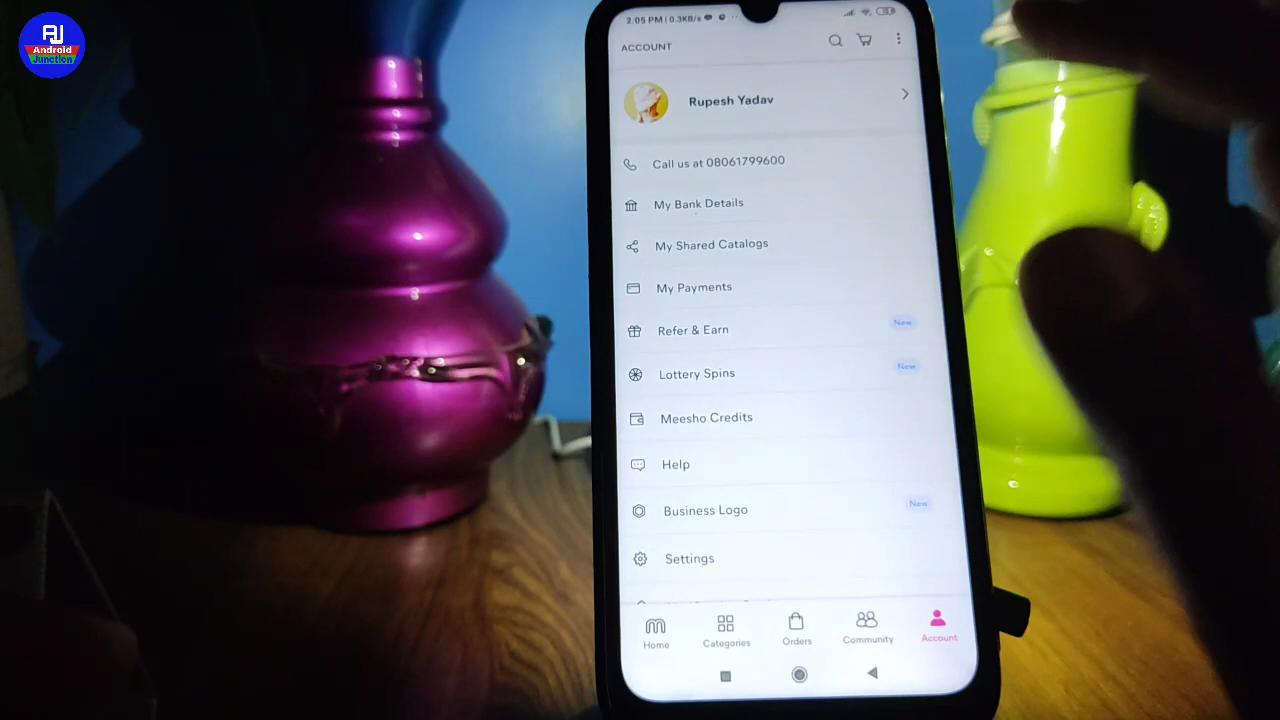 AJ
Android
Junction
2:05 PM | 0.3KB/s
ACCOUNT
Rupesh Yadav
Call us at 08061799600
My Bank Details
My Shared Catalogs
My Payments
Refer & Earn New
Lottery Spins New
Meesho Credits
Help
Business Logo New
Settings
Home Categories Orders Community Account